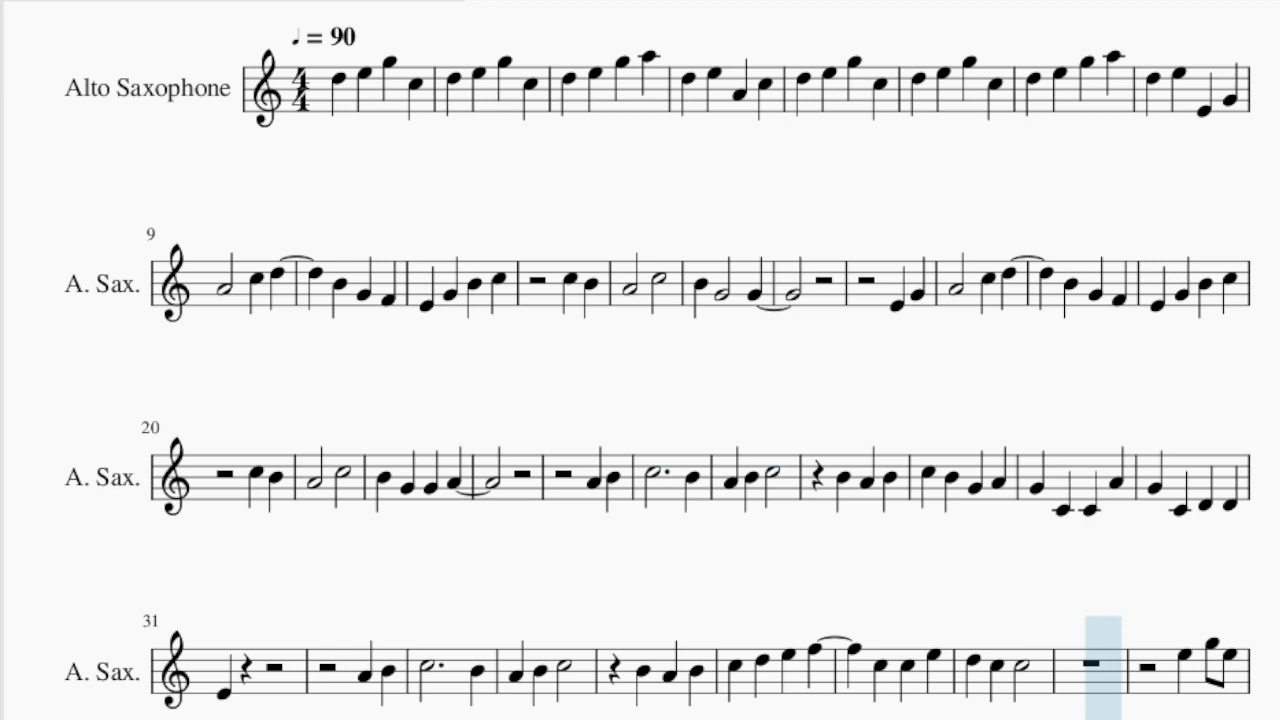 ♩ = 90
Alto Saxophone
4
4
9
A. Sax.
20
A. Sax.
31
A. Sax.